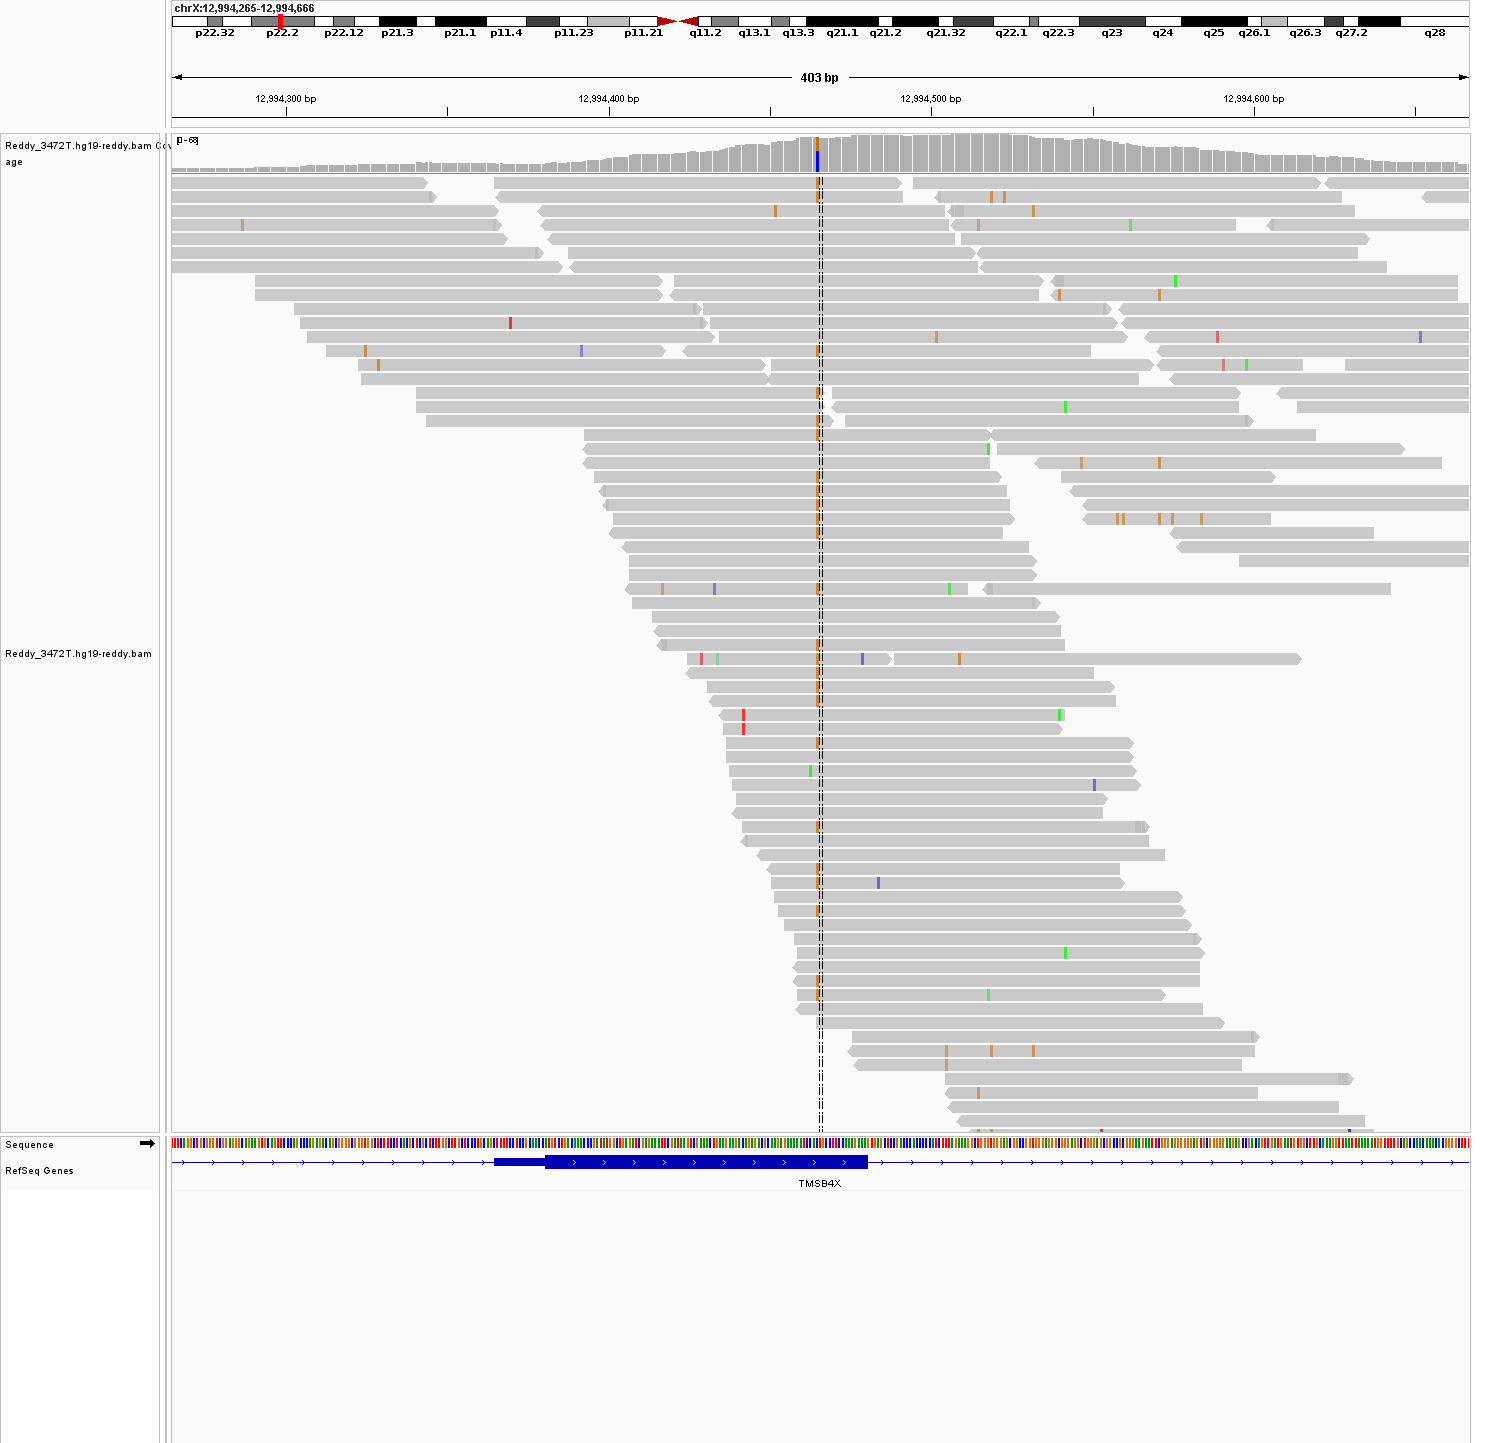 chrX:12,994,265-12,994,666
p22.32 p22.2 p22.12 p21.3 p21.1 p11.4 p11.23 p11.21 q11.2 q13.1 q13.3 q21.1 q21.2 q21.32 q22.1 q22.3 q23 q24 q25 q26.1 q26.3 q27.2 q28
403 bp
12,994,300 bp 12,994,400 bp 12,994,500 bp 12,994,600 bp
Reddy_3472T.hg19-reddy.bam Cov
age
[0 - 68]
Reddy_3472T.hg19-reddy.bam
Sequence
RefSeq Genes
TMSB4X